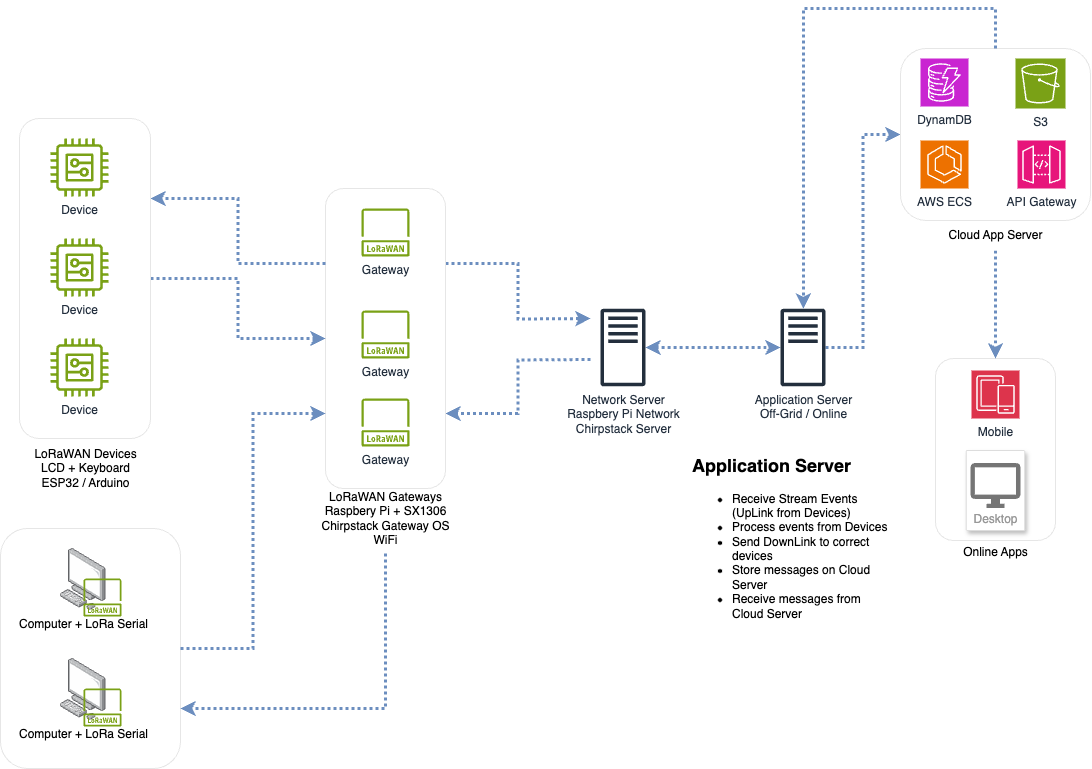 DynamDB
S3
AWS ECS
API Gateway
Cloud App Server
Device
Device
Device
LoRaWAN Devices
LCD + Keyboard
ESP32 / Arduino
LoRaWAN
Gateway
LoRaWAN
Gateway
LoRaWAN
Gateway
LoRaWAN Gateways
Raspbery Pi + SX1306
Chirpstack Gateway OS
WiFi
Network Server
Raspbery Pi Network
Chirpstack Server
Application Server
Off-Grid / Online
Mobile
Desktop
Online Apps
Application Server
• Receive Stream Events
(UpLink from Devices)
• Process events from Devices
• Send DownLink to correct
devices
• Store messages on Cloud
Server
• Receive messages from
Cloud Server
LoRaWAN
Computer + LoRa Serial
LoRaWAN
Computer + LoRa Serial